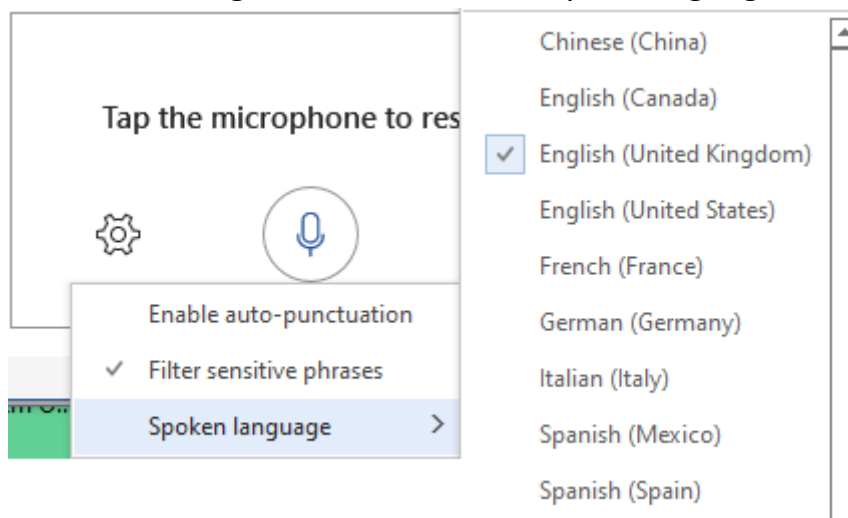 Tap the microphone to res
Enable auto-punctuation
Filter sensitive phrases
Spoken language
Chinese (China)
English (Canada)
English (United Kingdom)
English (United States)
French (France)
German (Germany)
Italian (Italy)
Spanish (Mexico)
Spanish (Spain)